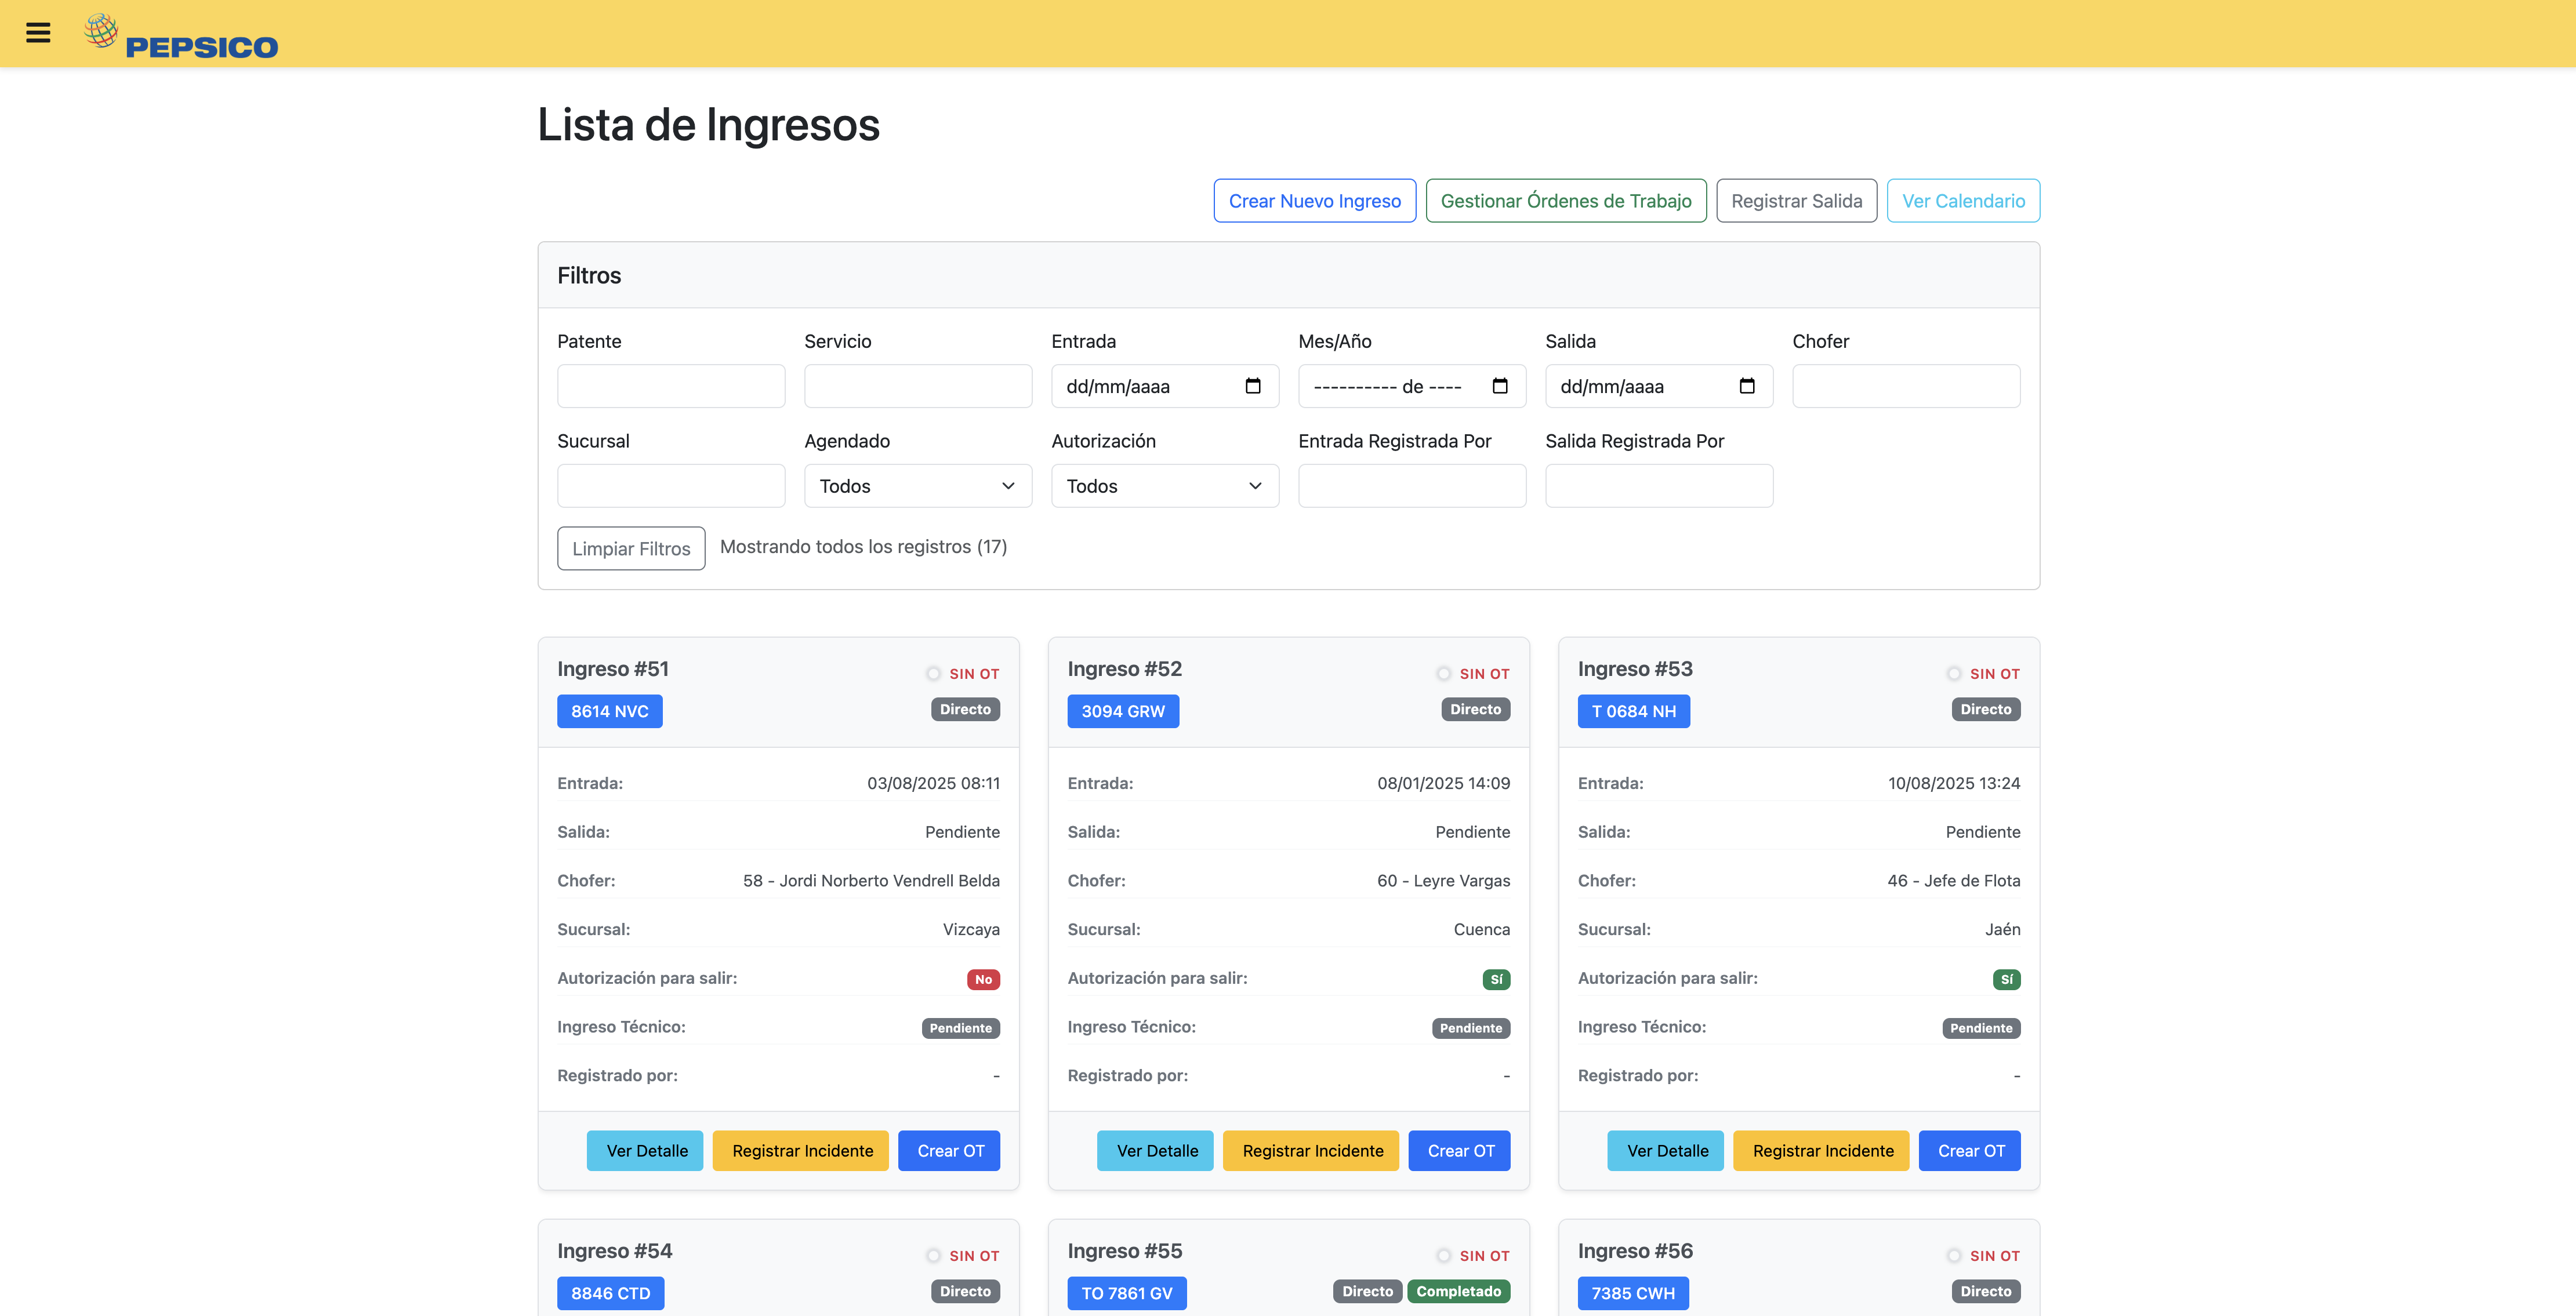 PEPSICO
Lista de Ingresos
Crear Nuevo Ingreso Gestionar Órdenes de Trabajo Registrar Salida Ver Calendario
Filtros
Patente Servicio Entrada Mes/Año Salida Chofer
dd/mm/aaaa ---------- de ---- dd/mm/aaaa
Sucursal Agendado Autorización Entrada Registrada Por Salida Registrada Por
Todos Todos
Limpiar Filtros Mostrando todos los registros (17)
Ingreso #51 SIN OT
8614 NVC Directo
Entrada: 03/08/2025 08:11
Salida: Pendiente
Chofer: 58 - Jordi Norberto Vendrell Belda
Sucursal: Vizcaya
Autorización para salir: No
Ingreso Técnico: Pendiente
Registrado por: -
Ver Detalle Registrar Incidente Crear OT
Ingreso #52 SIN OT
3094 GRW Directo
Entrada: 08/01/2025 14:09
Salida: Pendiente
Chofer: 60 - Leyre Vargas
Sucursal: Cuenca
Autorización para salir: Sí
Ingreso Técnico: Pendiente
Registrado por: -
Ver Detalle Registrar Incidente Crear OT
Ingreso #53 SIN OT
T 0684 NH Directo
Entrada: 10/08/2025 13:24
Salida: Pendiente
Chofer: 46 - Jefe de Flota
Sucursal: Jaén
Autorización para salir: Sí
Ingreso Técnico: Pendiente
Registrado por: -
Ver Detalle Registrar Incidente Crear OT
Ingreso #54 SIN OT
8846 CTD Directo
Ingreso #55 SIN OT
TO 7861 GV Directo Completado
Ingreso #56 SIN OT
7385 CWH Directo